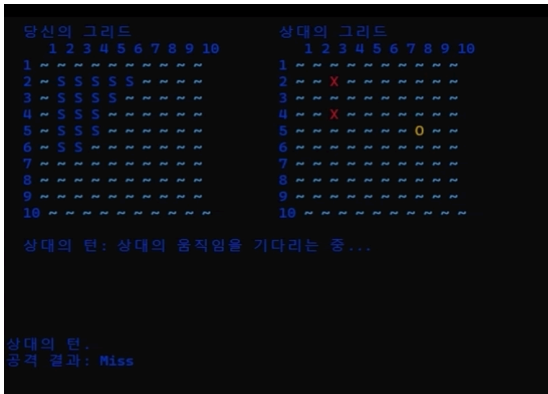 당신의 그리드 상대의 그리드
1 2 3 4 5 6 7 8 9 10 1 2 3 4 5 6 7 8 9 10
1 ~ ~ ~ ~ ~ ~ ~ ~ ~ ~ 1 ~ ~ ~ ~ ~ ~ ~ ~ ~ ~
2 ~ S S S S S ~ ~ ~ ~ 2 ~ ~ X ~ ~ ~ ~ ~ ~ ~
3 ~ S S S S ~ ~ ~ ~ ~ 3 ~ ~ ~ ~ ~ ~ ~ ~ ~ ~
4 ~ S S S ~ ~ ~ ~ ~ ~ 4 ~ ~ X ~ ~ ~ ~ ~ ~ ~
5 ~ S S S ~ ~ ~ ~ ~ ~ 5 ~ ~ ~ ~ ~ ~ ~ O ~ ~
6 ~ S S ~ ~ ~ ~ ~ ~ ~ 6 ~ ~ ~ ~ ~ ~ ~ ~ ~ ~
7 ~ ~ ~ ~ ~ ~ ~ ~ ~ ~ 7 ~ ~ ~ ~ ~ ~ ~ ~ ~ ~
8 ~ ~ ~ ~ ~ ~ ~ ~ ~ ~ 8 ~ ~ ~ ~ ~ ~ ~ ~ ~ ~
9 ~ ~ ~ ~ ~ ~ ~ ~ ~ ~ 9 ~ ~ ~ ~ ~ ~ ~ ~ ~ ~
10 ~ ~ ~ ~ ~ ~ ~ ~ ~ ~ 10 ~ ~ ~ ~ ~ ~ ~ ~ ~ ~
상대의 턴: 상대의 움직임을 기다리는 중...
상대의 턴.
공격 결과: Miss